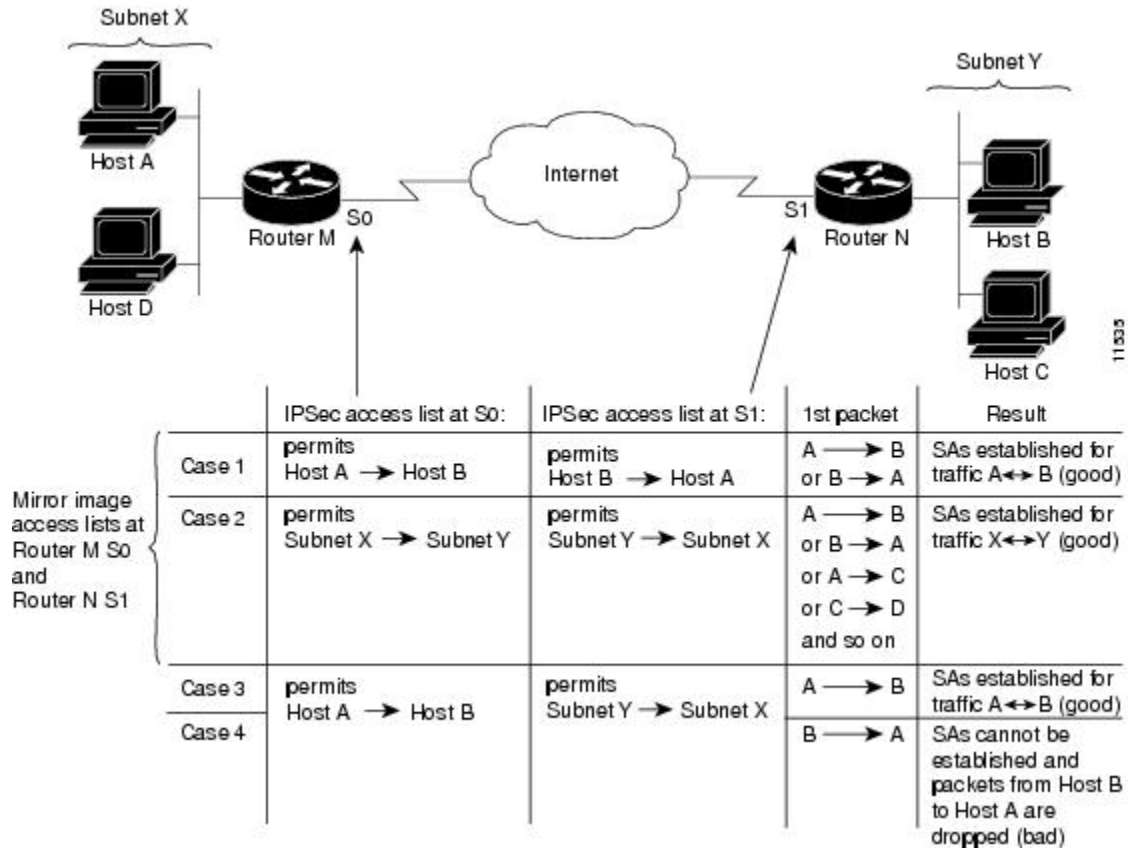 Subnet X
Subnet Y
Host A
Internet
S0
S1
Router M
Router N
Host B
Host D
Host C
11535
IPSec access list at S0:
IPSec access list at S1:
1st packet
Result
Mirror image
access lists at
Router M S0
and
Router N S1
Case 1
permits
Host A → Host B
permits
Host B → Host A
A → B
or B → A
SAs established for
traffic A↔B (good)
Case 2
permits
Subnet X → Subnet Y
permits
Subnet Y → Subnet X
A → B
or B → A
or A → C
or C → D
and so on
SAs established for
traffic X↔Y (good)
Case 3
permits
Host A → Host B
permits
Subnet Y → Subnet X
A → B
SAs established for
traffic A↔B (good)
Case 4
B → A
SAs cannot be
established and
packets from Host B
to Host A are
dropped (bad)